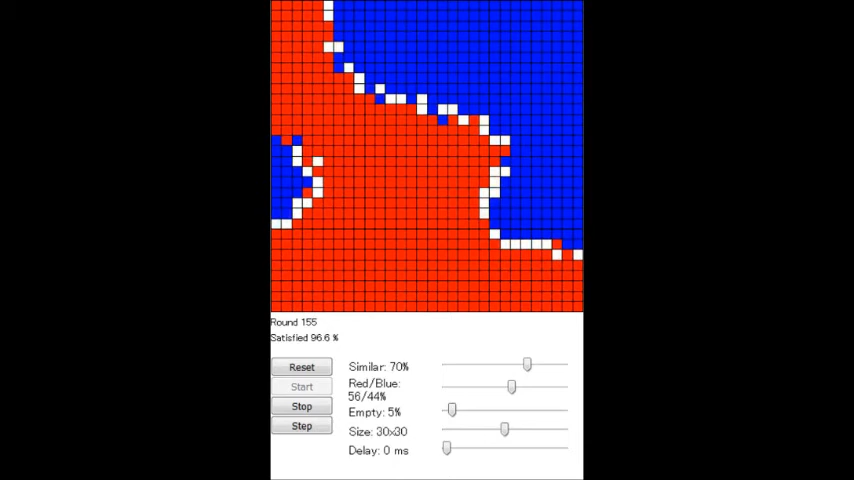 Round 155
Satisfied 96.6 %
Reset
Similar: 70%
Start
Red/Blue:
56/44%
Stop
Empty: 5%
Step
Size: 30x30
Delay: 0 ms